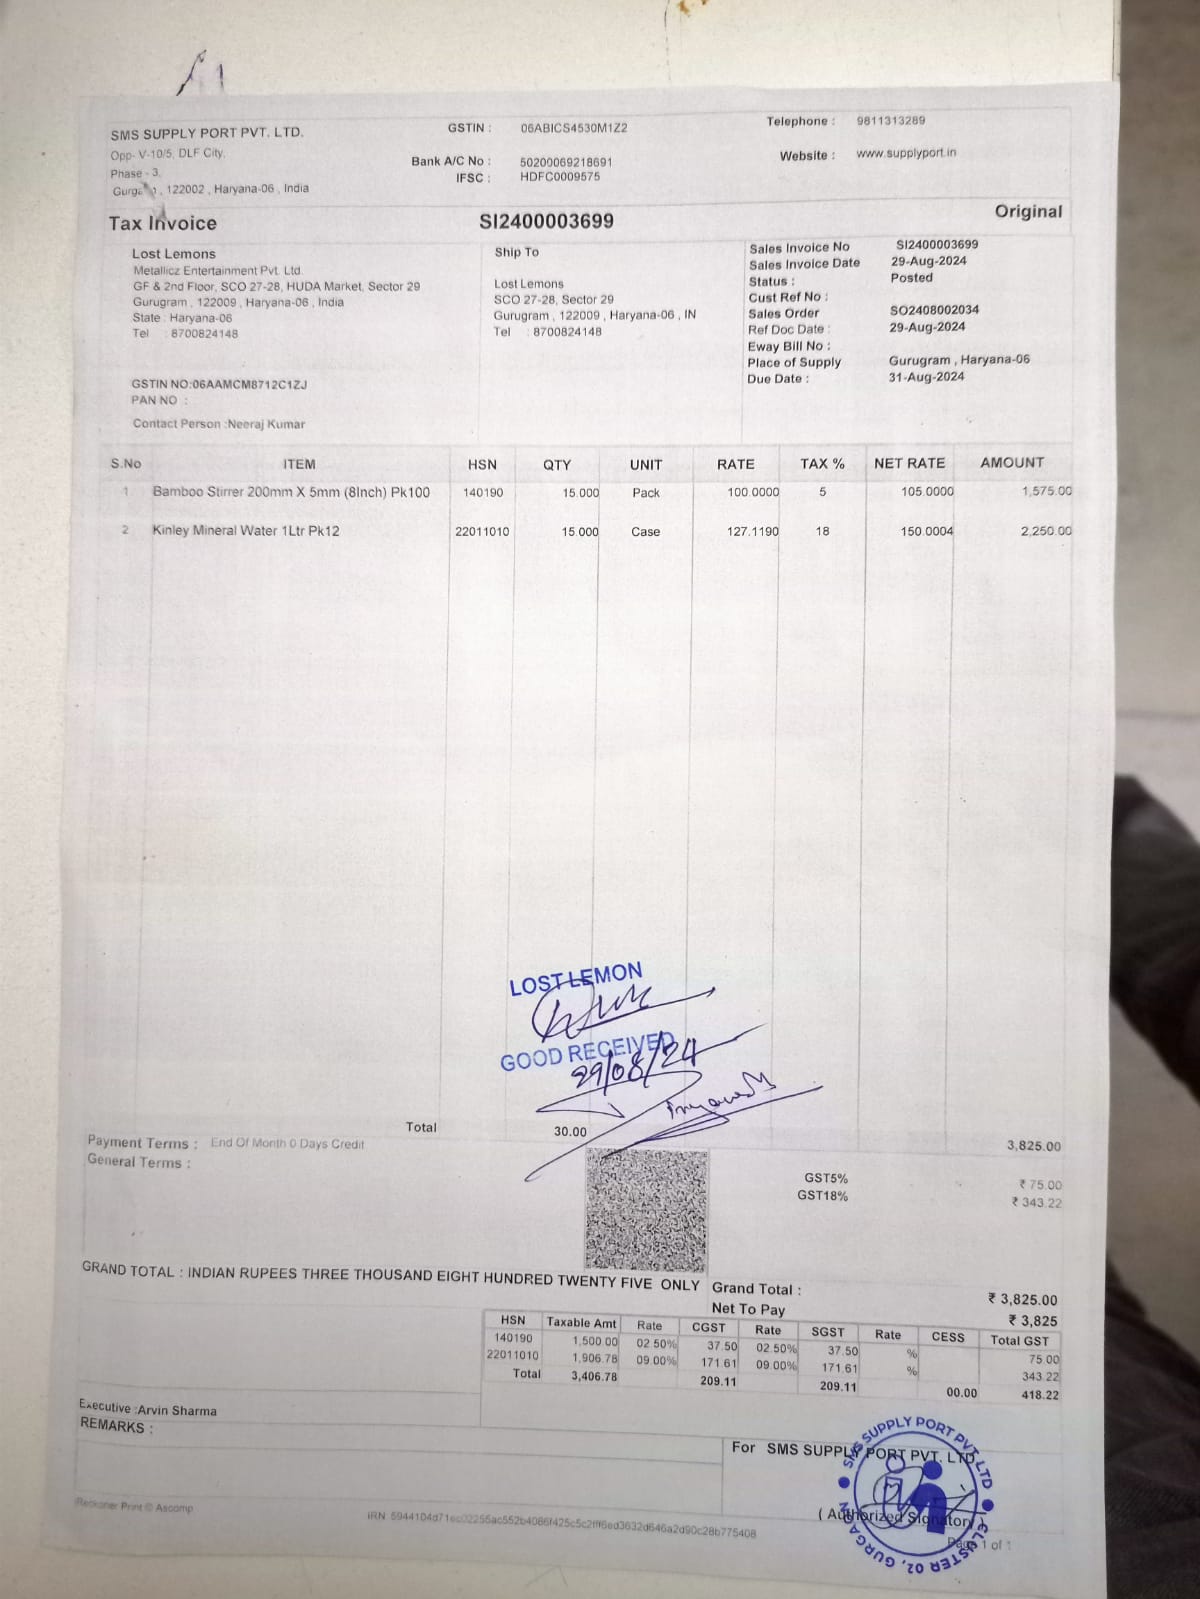 SMS SUPPLY PORT PVT. LTD.
Opp- V-10/5, DLF City,
Phase - 3,
, 122002 , Haryana-06 , India
GSTIN : 06ABICS4530M1Z2
Bank A/C No : 50200069218691
IFSC : HDFC0009575
Telephone : 9811313289
Website : www.supplyport.in
Tax Invoice SI2400003699 Original
Lost Lemons
Metallicz Entertainment Pvt. Ltd.
GF & 2nd Floor, SCO 27-28, HUDA Market, Sector 29
Gurugram , 122009 , Haryana-06 , India
State : Haryana-06
Tel : 8700824148
GSTIN NO:06AAMCM8712C1ZJ
PAN NO :
Contact Person :Neeraj Kumar
Ship To
Lost Lemons
SCO 27-28, Sector 29
Gurugram , 122009 , Haryana-06 , IN
Tel : 8700824148
Sales Invoice No SI2400003699
Sales Invoice Date 29-Aug-2024
Status : Posted
Cust Ref No :
Sales Order SO2408002034
Ref Doc Date : 29-Aug-2024
Eway Bill No :
Place of Supply Gurugram , Haryana-06
Due Date : 31-Aug-2024
S.No ITEM HSN QTY UNIT RATE TAX % NET RATE AMOUNT
1 Bamboo Stirrer 200mm X 5mm (8Inch) Pk100 140190 15.000 Pack 100.0000 5 105.0000 1,575.00
2 Kinley Mineral Water 1Ltr Pk12 22011010 15.000 Case 127.1190 18 150.0004 2,250.00
LOST LEMON
GOOD RECEIVED
29/08/24
Total 30.00 3,825.00
Payment Terms : End Of Month 0 Days Credit
General Terms :
GST5% ₹ 75.00
GST18% ₹ 343.22
GRAND TOTAL : INDIAN RUPEES THREE THOUSAND EIGHT HUNDRED TWENTY FIVE ONLY
Grand Total : ₹ 3,825.00
Net To Pay ₹ 3,825
HSN Taxable Amt Rate CGST Rate SGST Rate CESS Total GST
140190 1,500.00 02.50% 37.50 02.50% 37.50 % 75.00
22011010 1,906.78 09.00% 171.61 09.00% 171.61 % 343.22
Total 3,406.78 209.11 209.11 00.00 418.22
Executive :Arvin Sharma
REMARKS :
For SMS SUPPLY PORT PVT. LTD.
( Authorized Signatory )
SMS SUPPLY PORT PVT. LTD
CLUSTER 02, GURGAON
iReckoner Print © Ascomp
Page 1 of 1